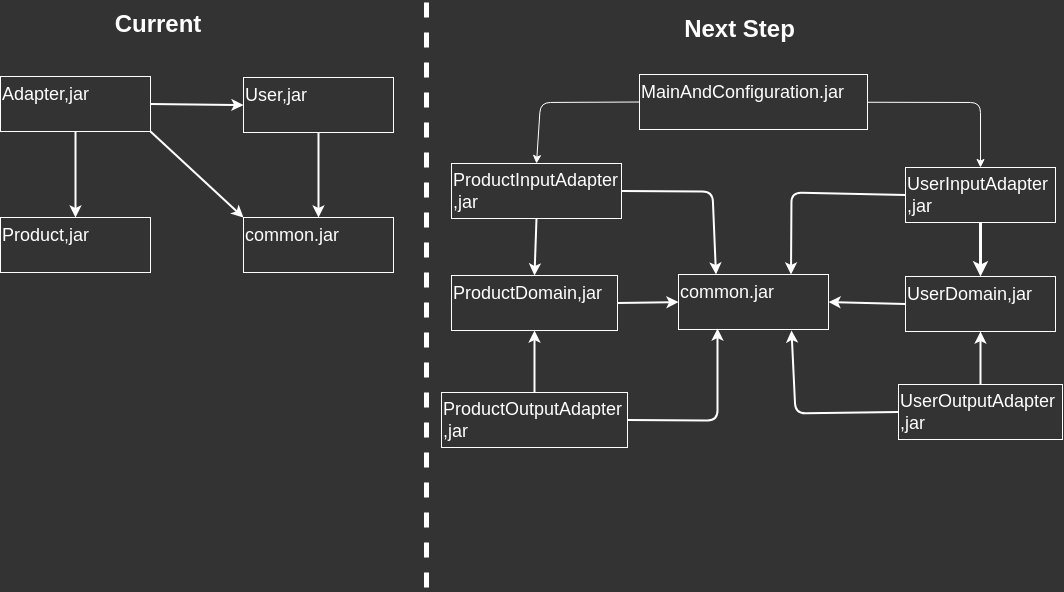 Current
Adapter,jar
User,jar
Product,jar
common.jar
Next Step
MainAndConfiguration.jar
ProductInputAdapter
,jar
UserInputAdapter
,jar
ProductDomain,jar
common.jar
UserDomain,jar
ProductOutputAdapter
,jar
UserOutputAdapter
,jar